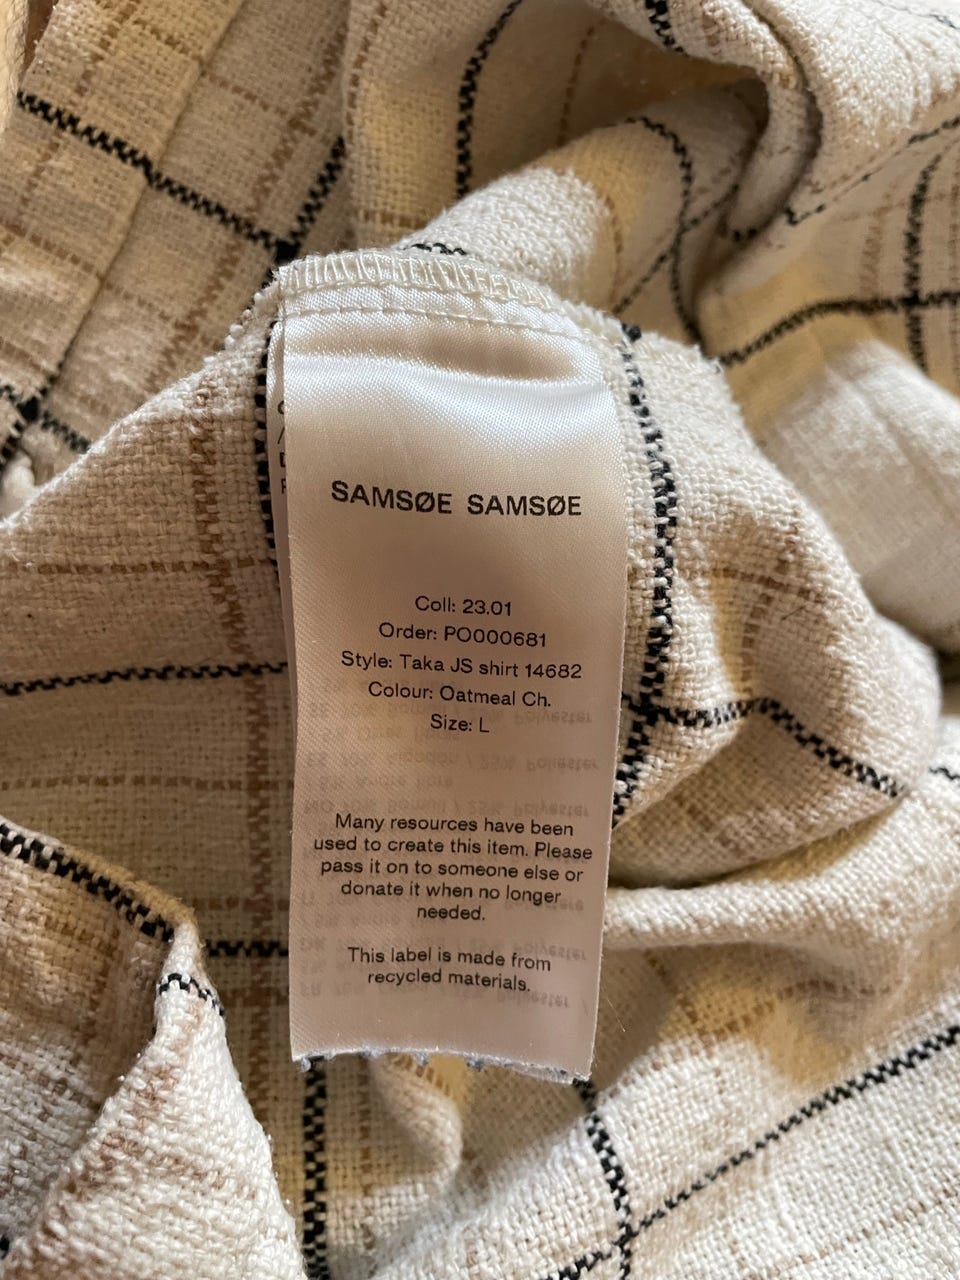 SAMSØE SAMSØE
Coll: 23.01
Order: PO000681
Style: Taka JS shirt 14682
Colour: Oatmeal Ch.
Size: L
Many resources have been
used to create this item. Please
pass it on to someone else or
donate it when no longer
needed.
This label is made from
recycled materials.